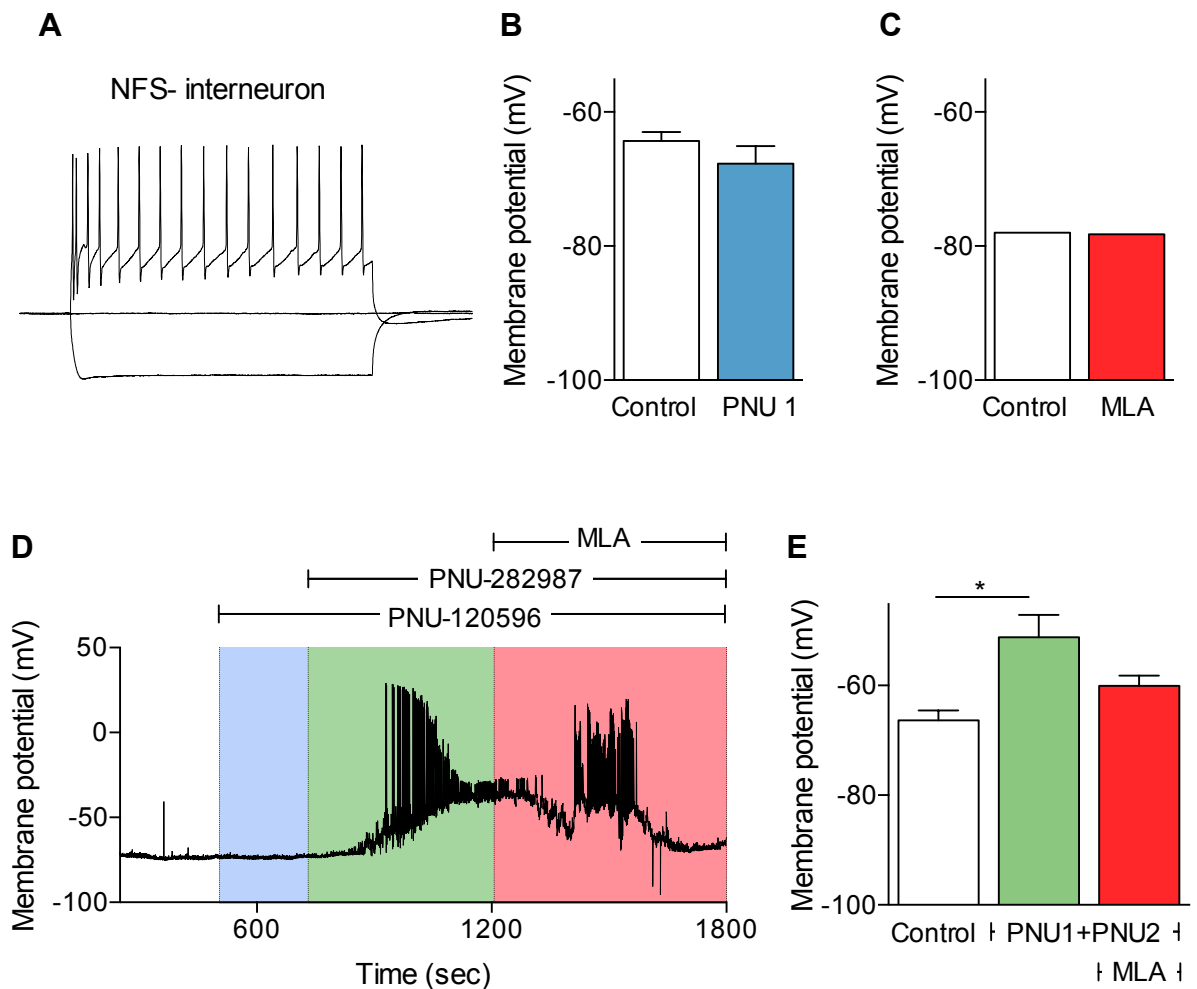 A
NFS- interneuron
B
Membrane potential (mV)
-60
-80
-100
Control PNU 1
C
Membrane potential (mV)
-60
-80
-100
Control MLA
D
MLA
PNU-282987
PNU-120596
Membrane potential (mV)
50
0
-50
-100
600 1200 1800
Time (sec)
E
*
Membrane potential (mV)
-60
-80
-100
Control PNU1+PNU2
MLA